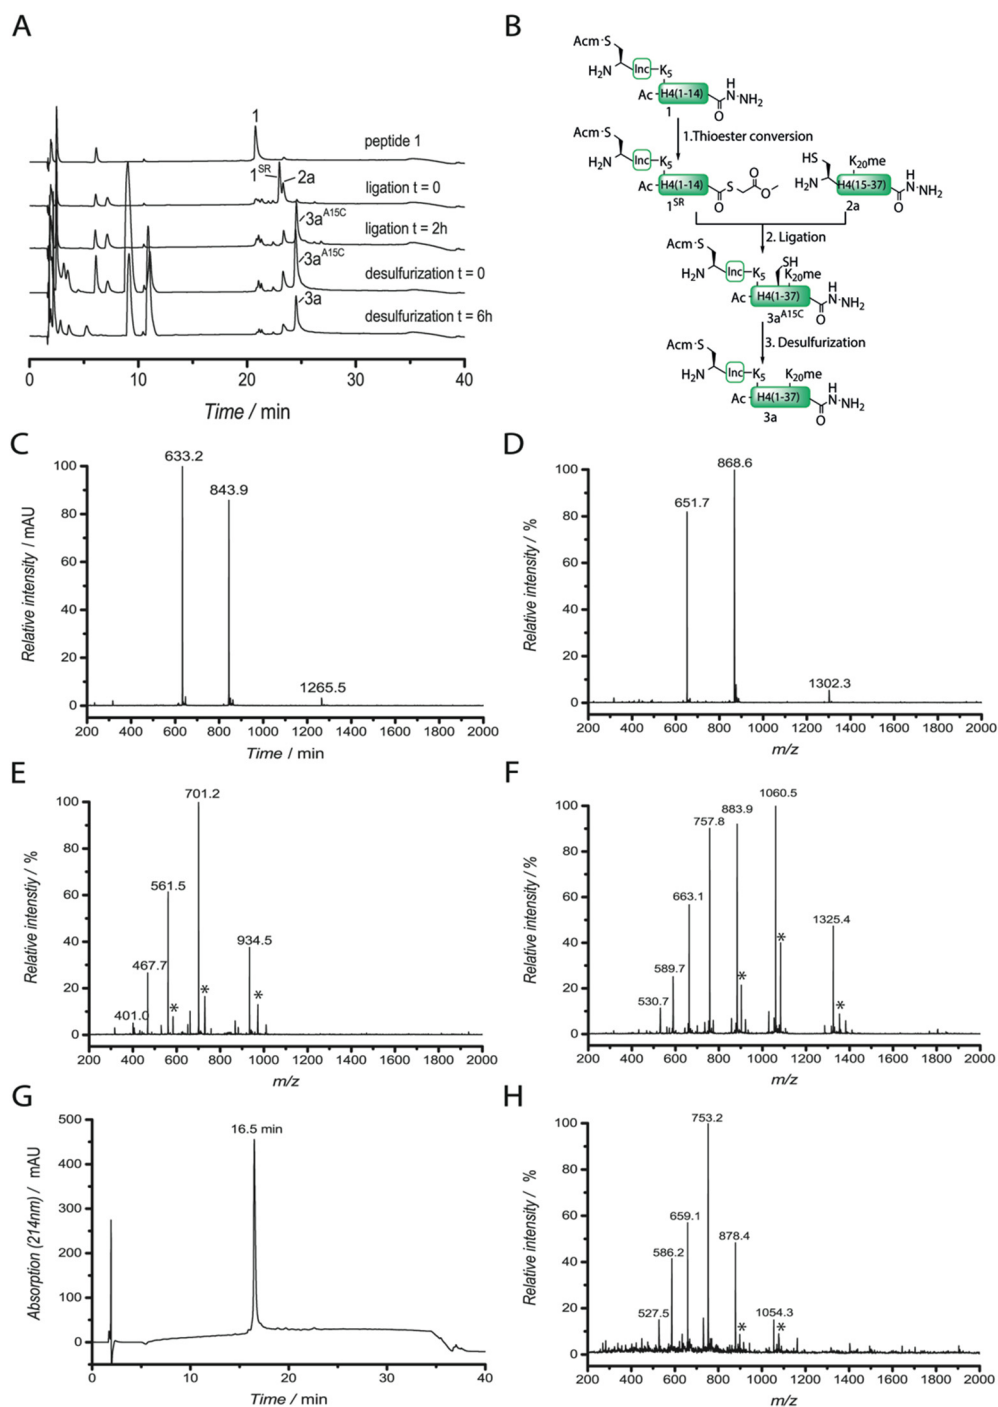 A
peptide 1
1
ligation t = 0
1SR
2a
ligation t = 2h
3aA15C
desulfurization t = 0
3aA15C
desulfurization t = 6h
3a
0 10 20 30 40
Time / min
B
Acm·S
H2N Inc K5
Ac H4(1-14) N NH2
H
O
1
1.Thioester conversion
Acm·S
H2N Inc K5
Ac H4(1-14) S O
O O
1SR
HS K20me
H2N H4(15-37) N NH2
H
O
2a
2. Ligation
Acm·S
SH
H2N Inc K5 K20me
Ac H4(1-37) N NH2
H
O
3aA15C
3. Desulfurization
Acm·S
H2N Inc K5 K20me
Ac H4(1-37) N NH2
H
O
3a
C
Relative intensity / mAU
100
80
60
40
20
0
633.2
843.9
1265.5
200 400 600 800 1000 1200 1400 1600 1800 2000
Time / min
D
Relative intensity / %
100
80
60
40
20
0
868.6
651.7
1302.3
200 400 600 800 1000 1200 1400 1600 1800 2000
m/z
E
Relative intenstiy / %
100
80
60
40
20
0
701.2
561.5
934.5
467.7
401.0
* * *
200 400 600 800 1000 1200 1400 1600 1800 2000
m/z
F
Relative intensity / %
100
80
60
40
20
0
1060.5
883.9
757.8
663.1
1325.4
589.7
530.7
* * *
200 400 600 800 1000 1200 1400 1600 1800 2000
m/z
G
Absorption (214nm) / mAU
500
400
300
200
100
0
16.5 min
0 10 20 30 40
Time / min
H
Relative intensity / %
100
80
60
40
20
0
753.2
659.1
878.4
586.2
527.5
1054.3
* *
200 400 600 800 1000 1200 1400 1600 1800 2000
m/z